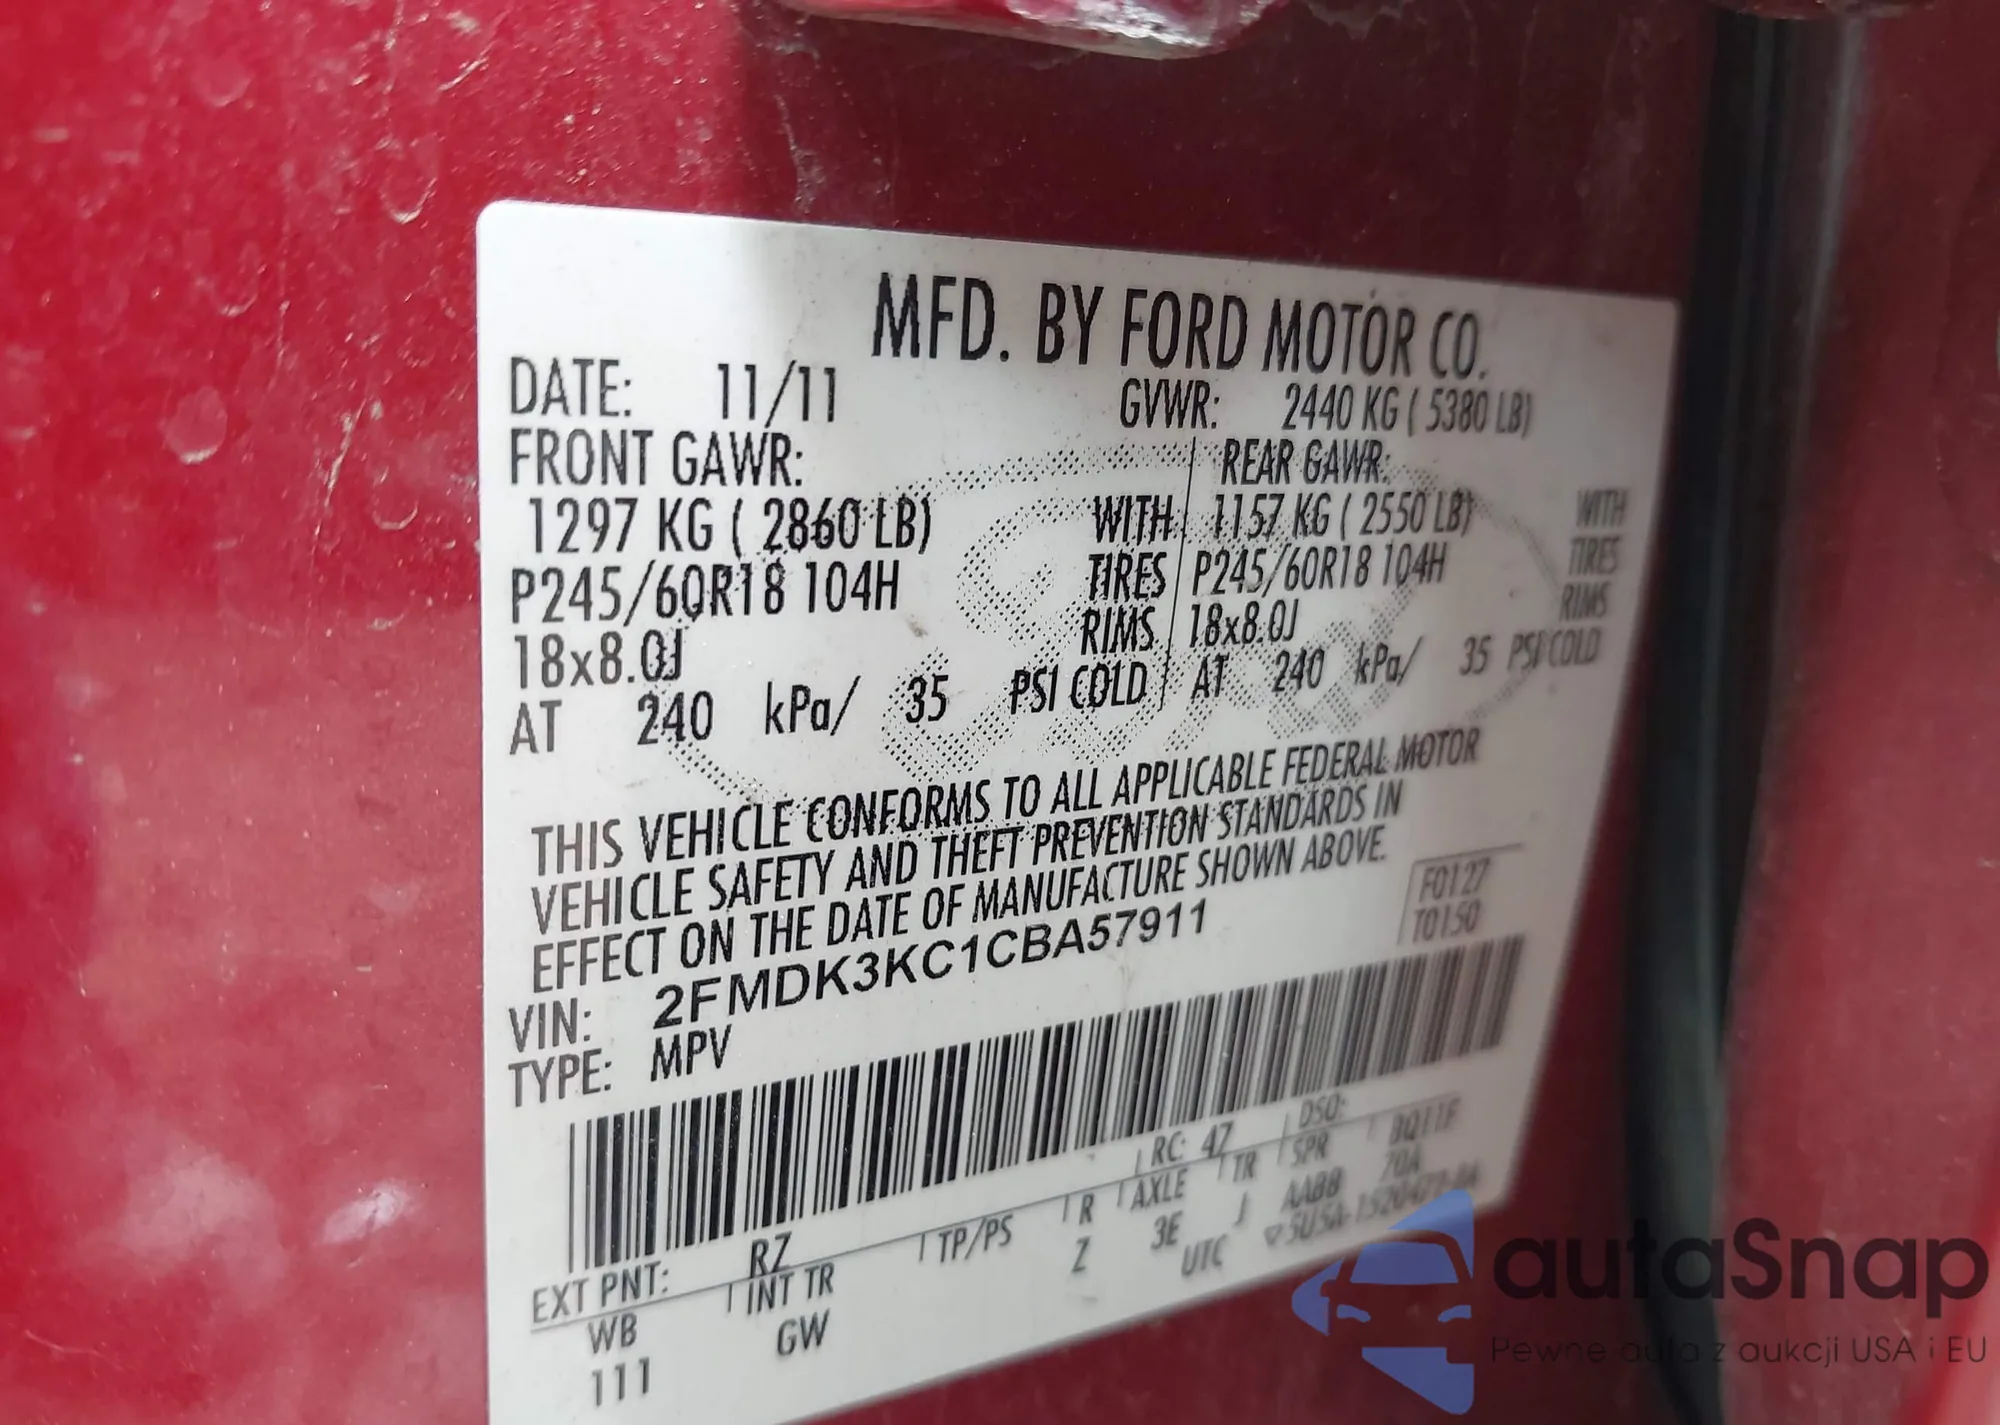 MFD. BY FORD MOTOR CO.
DATE: 11/11 GVWR: 2440 KG ( 5380 LB)
FRONT GAWR: REAR GAWR:
1297 KG ( 2860 LB) WITH 1157 KG ( 2550 LB) WITH
P245/60R18 104H TIRES P245/60R18 104H TIRES
18x8.0J RIMS 18x8.0J RIMS
AT 240 kPa/ 35 PSI COLD AT 240 kPa/ 35 PSI COLD
THIS VEHICLE CONFORMS TO ALL APPLICABLE FEDERAL MOTOR
VEHICLE SAFETY AND THEFT PREVENTION STANDARDS IN
EFFECT ON THE DATE OF MANUFACTURE SHOWN ABOVE.
F0127
T0150
VIN: 2FMDK3KC1CBA57911
TYPE: MPV
EXT PNT: RZ RC: 47 DSO:
WB INT TR TP/PS R AXLE TR SPR
111 GW Z 3E J AABB
UTC
autaSnap
Pewne auta z aukcji USA i EU